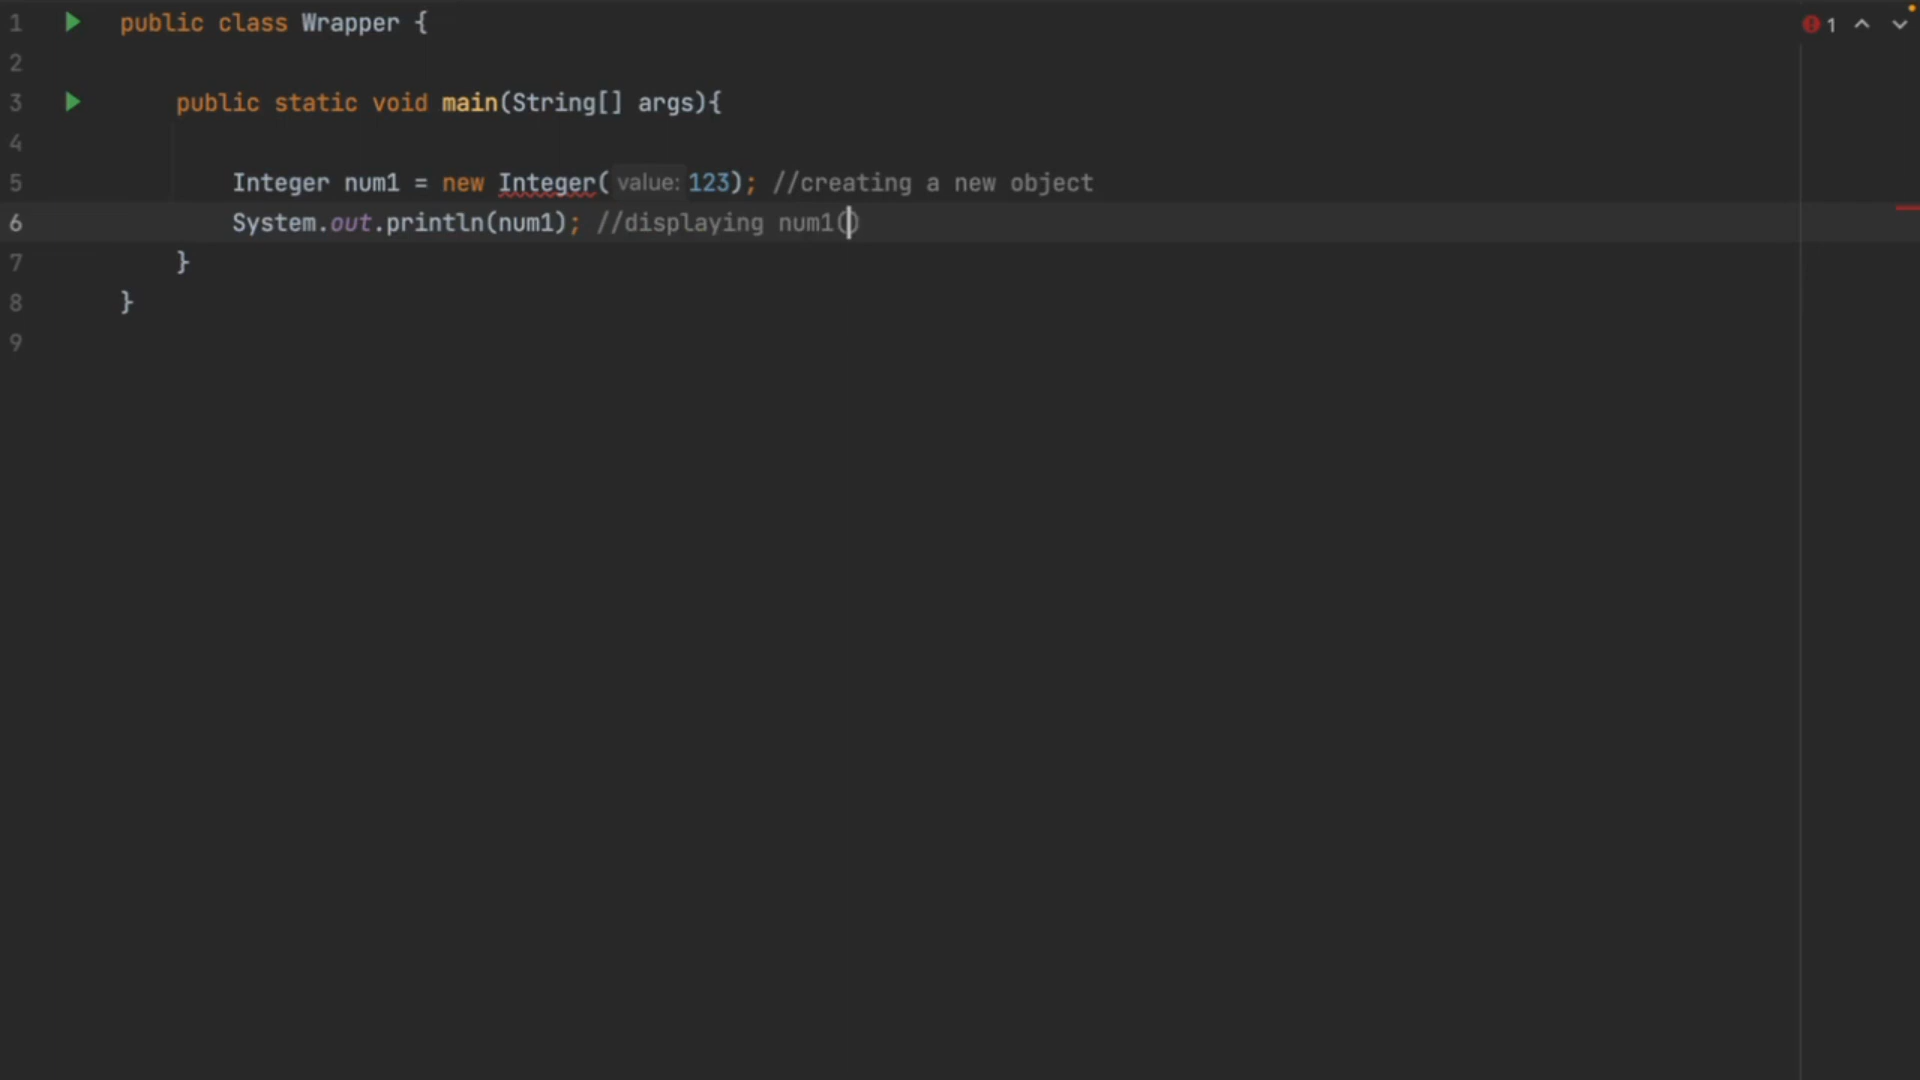 1 public class Wrapper {
1
2
3 public static void main(String[] args){
4
5 Integer num1 = new Integer( value: 123); //creating a new object
6 System.out.println(num1); //displaying num1()
7 }
8 }
9